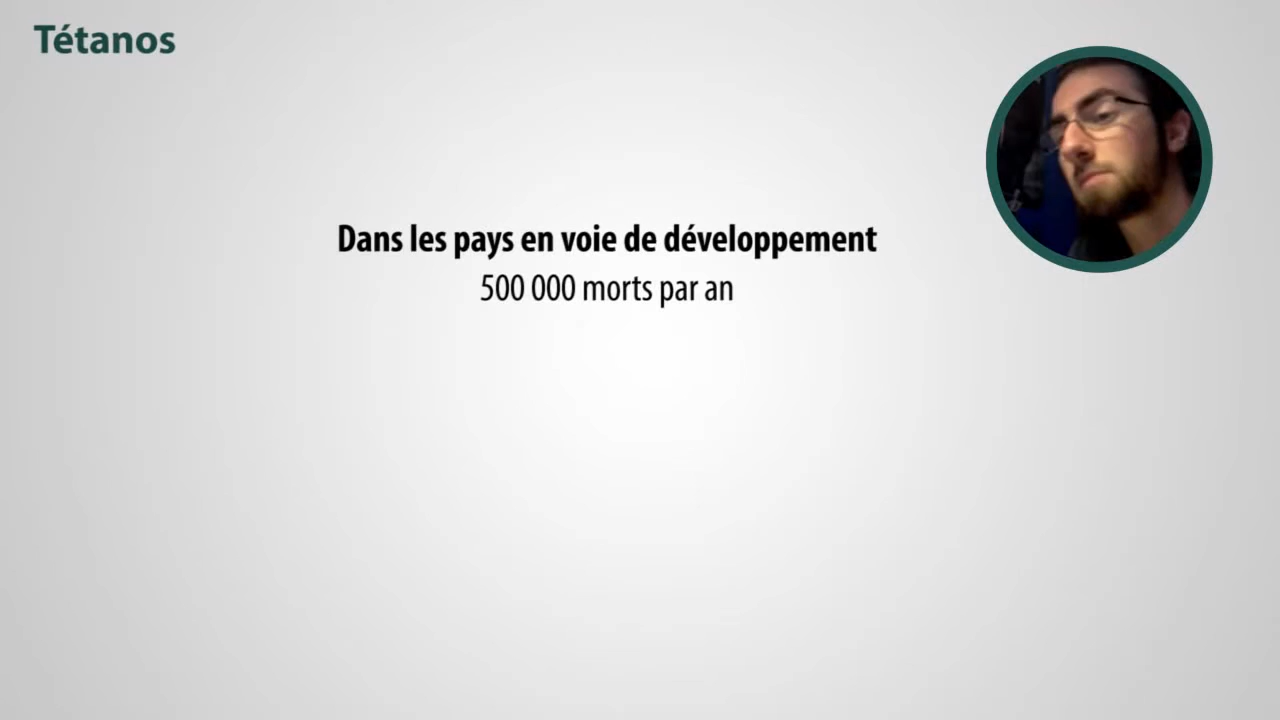 Tétanos
Dans les pays en voie de développement
500 000 morts par an